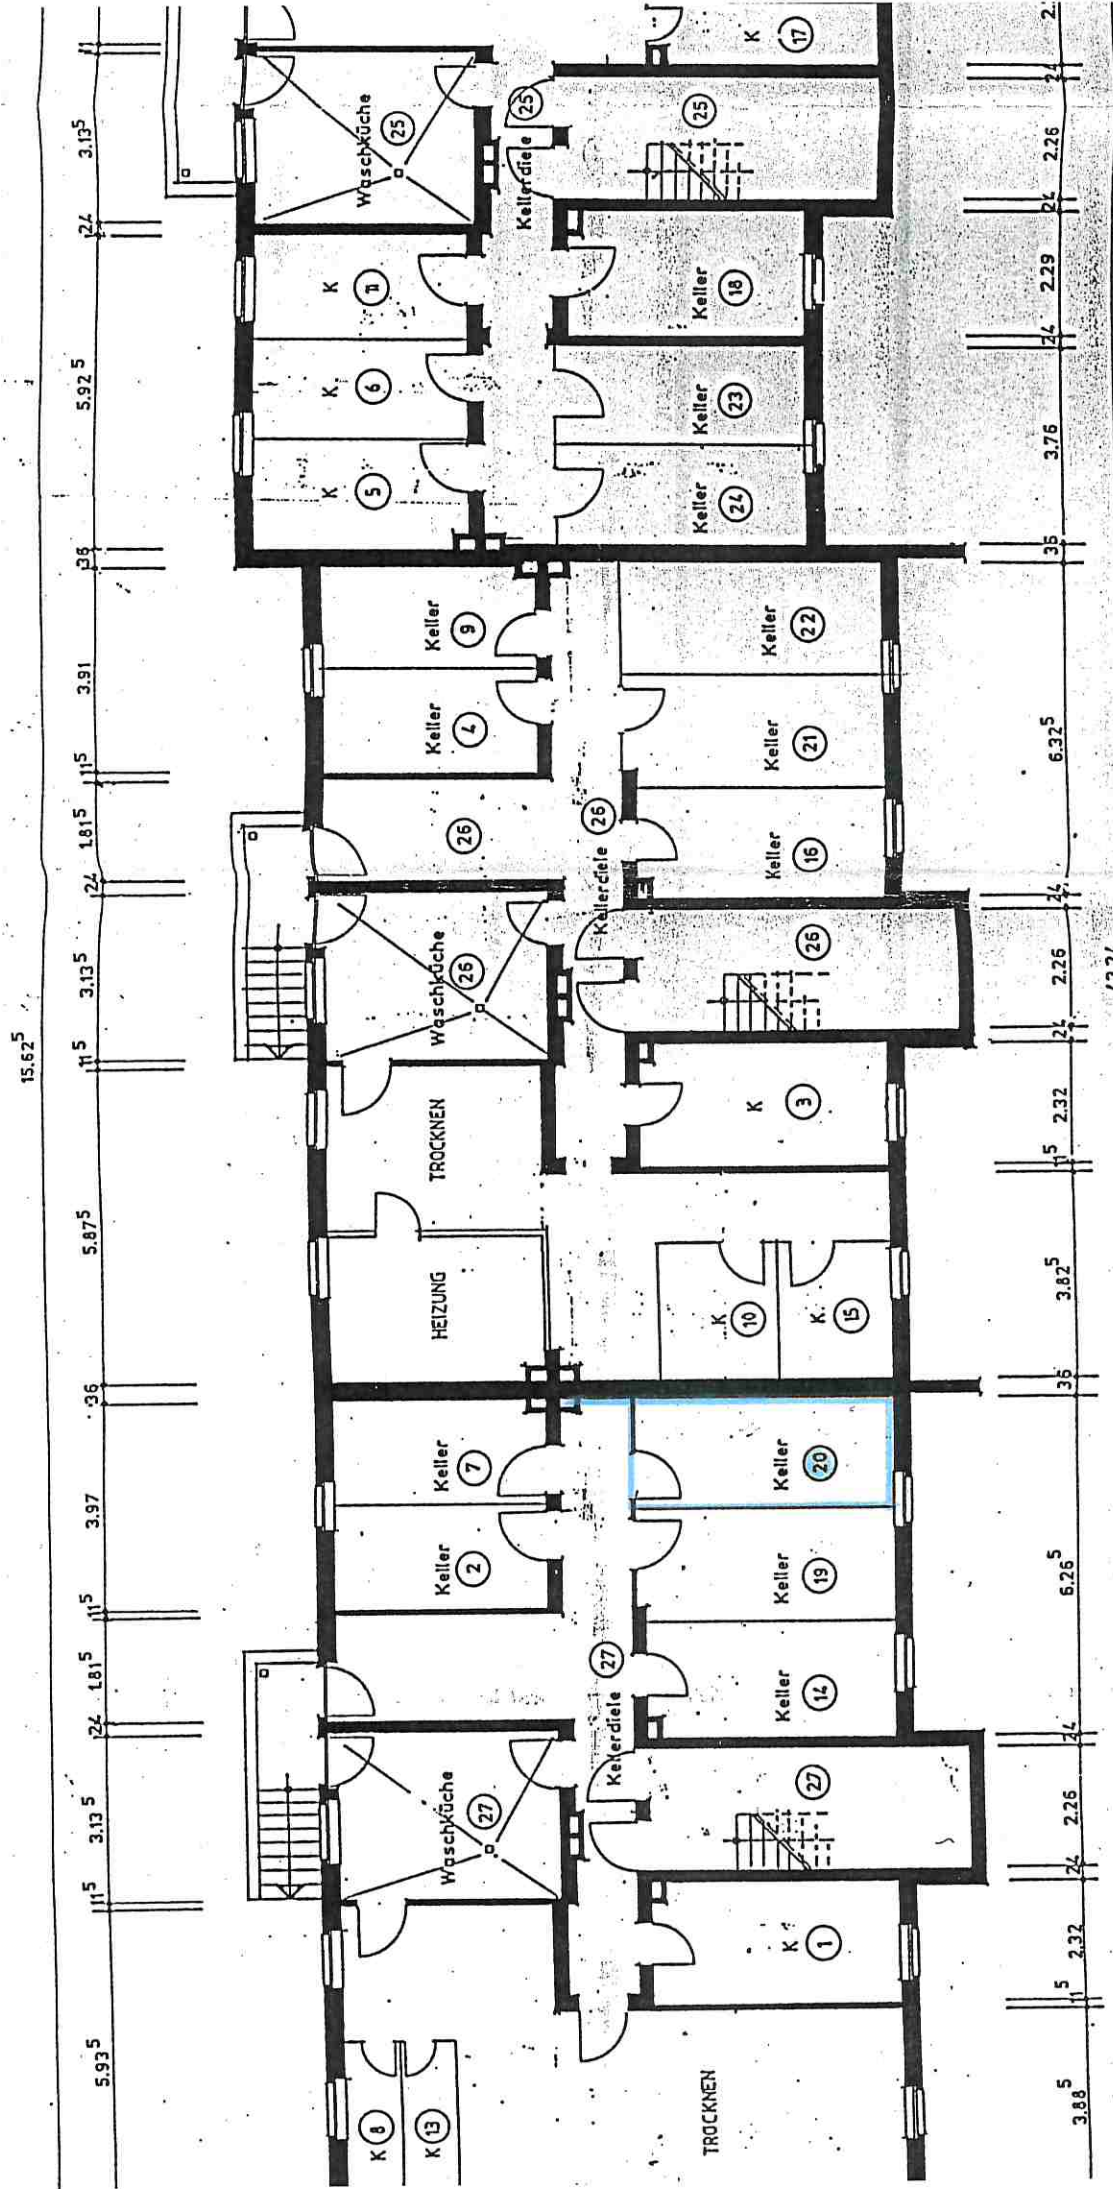 15.62⁵
5.93⁵
11⁵
3.13⁵
24
1.81⁵
11⁵
3.97
36
5.87⁵
11⁵
3.13⁵
24
1.81⁵
11⁵
3.91
36
5.92⁵
24
3.13⁵
K 8
K 13
Waschküche
27
Keller
2
Keller
7
HEIZUNG
TROCKNEN
Waschküche
26
26
Keller
4
Keller
9
K
5
K
6
K
11
Waschküche
25
Kellerdiele
27
Kellerdiele
26
Kellerdiele
25
TROCKNEN
K
1
27
Keller
14
Keller
19
Keller
20
K
10
K
15
K
3
26
Keller
16
Keller
21
Keller
22
Keller
24
Keller
23
Keller
18
25
K
17
3.88⁵
11⁵
2.32
24
2.26
24
6.26⁵
36
3.82⁵
11⁵
2.32
24
2.26
24
6.32⁵
36
3.76
24
2.29
24
2.26
24